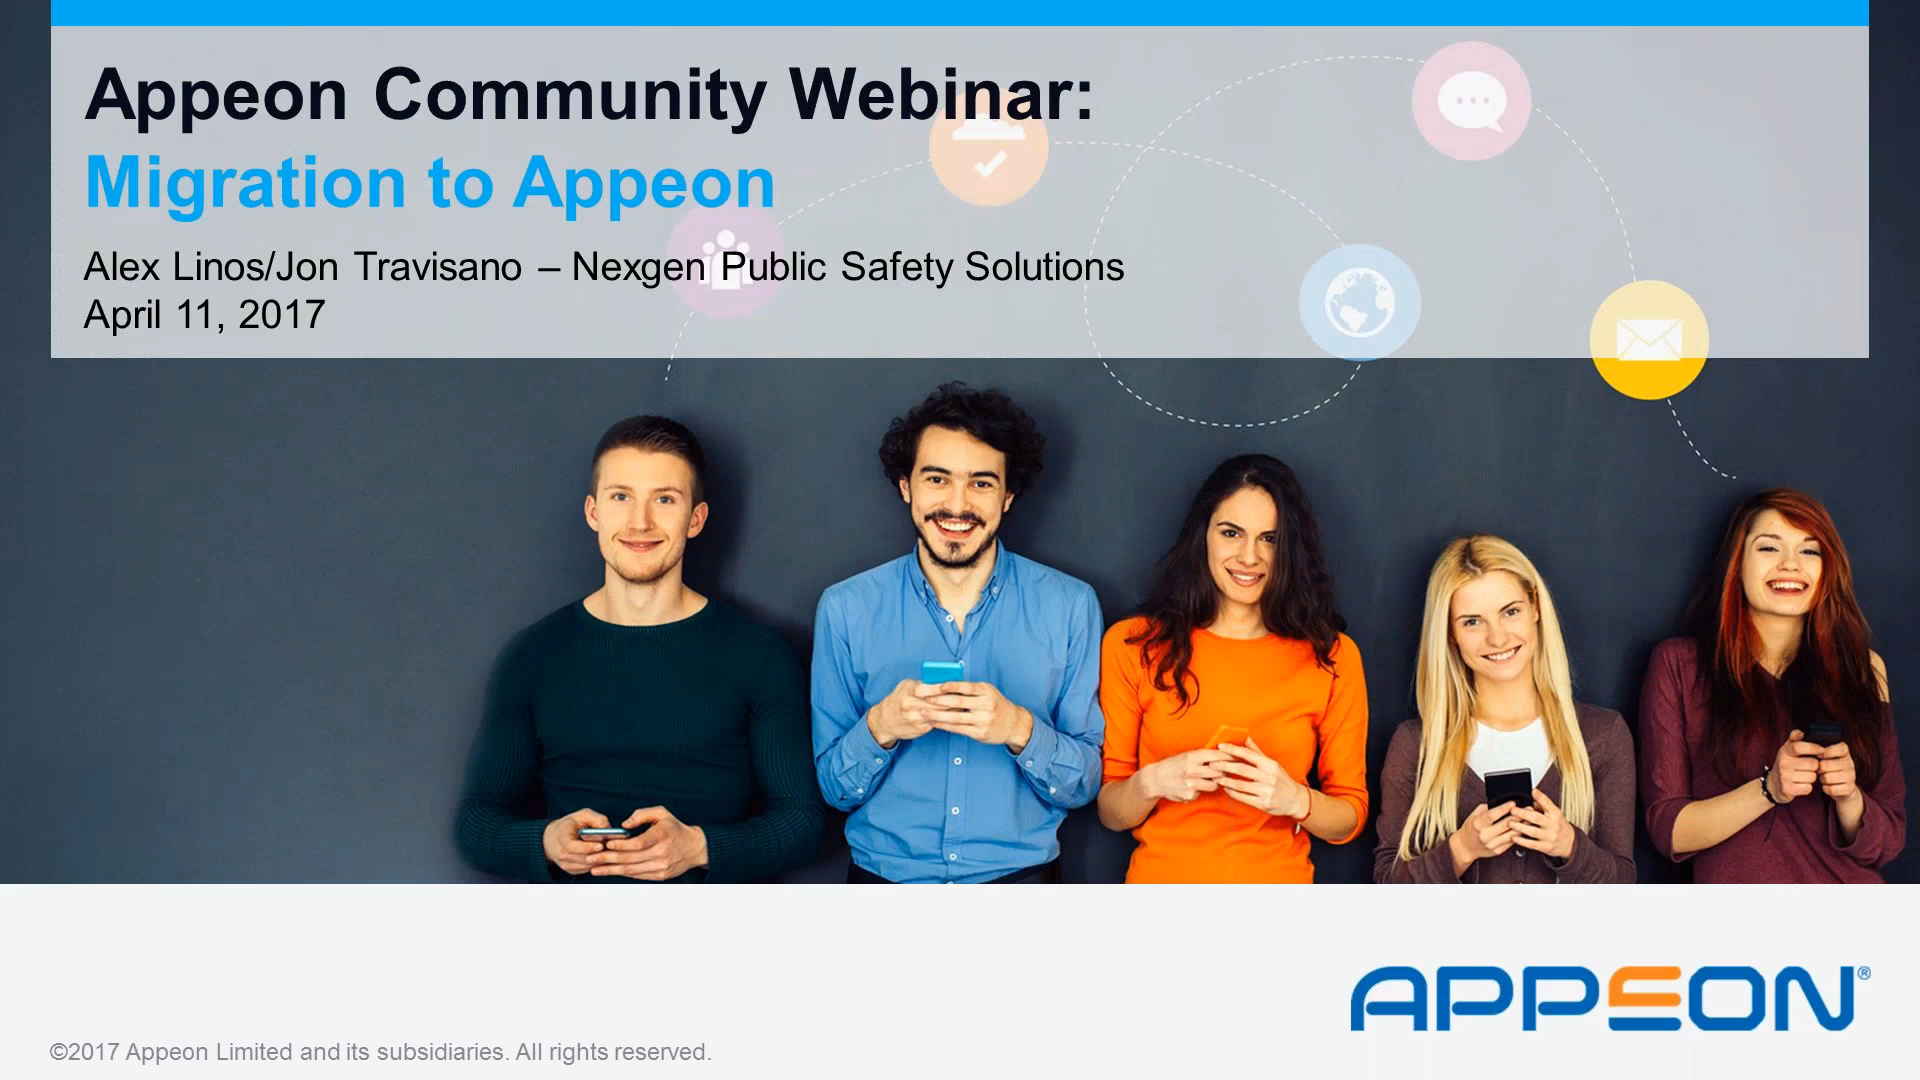 Appeon Community Webinar:
Migration to Appeon
Alex Linos/Jon Travisano – Nexgen Public Safety Solutions
April 11, 2017
APPEON®
©2017 Appeon Limited and its subsidiaries. All rights reserved.